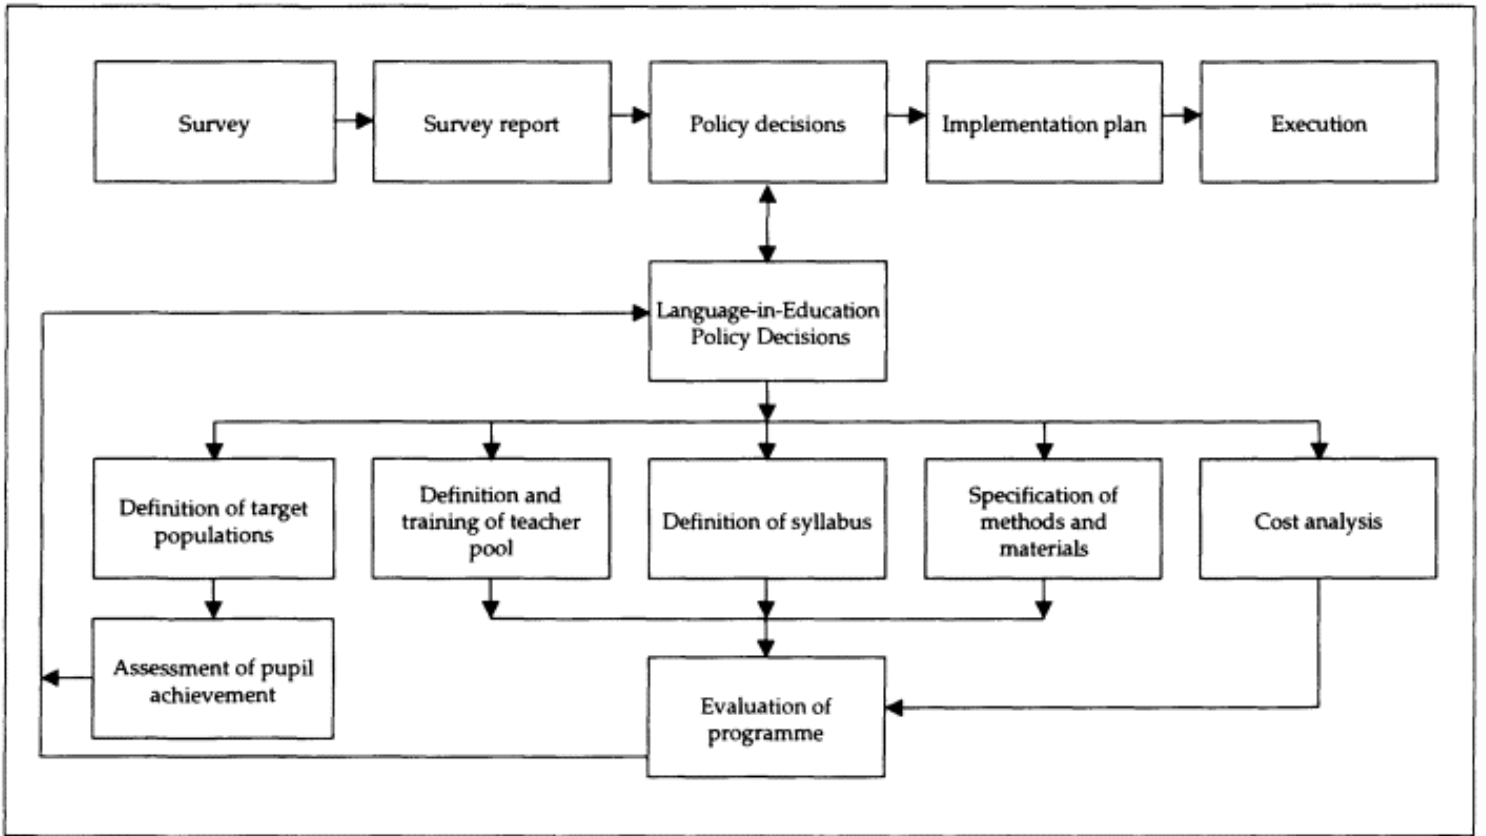 Survey
Survey report
Policy decisions
Implementation plan
Execution
Language-in-Education
Policy Decisions
Definition of target
populations
Definition and
training of teacher
pool
Definition of syllabus
Specification of
methods and
materials
Cost analysis
Assessment of pupil
achievement
Evaluation of
programme